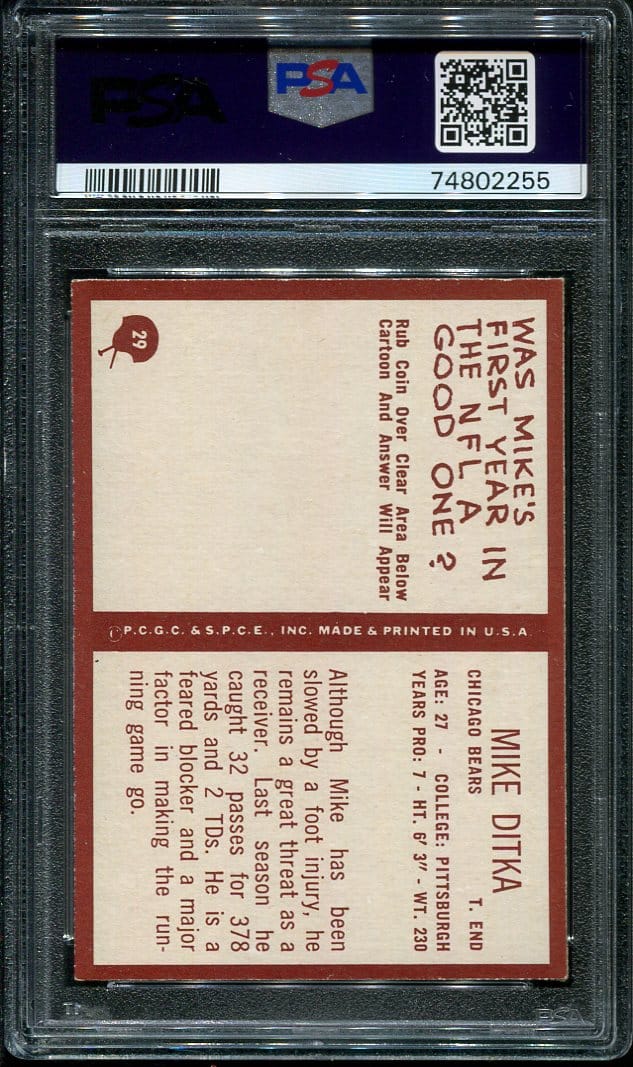 PSA
PSA
74802255
WAS MIKE'S
FIRST YEAR IN
THE NFL A
GOOD ONE?
Rub Coin Over Clear Area Below
Cartoon And Answer Will Appear
29
©P.C.G.C. & S.P.C.E., INC. MADE & PRINTED IN U.S.A.
MIKE DITKA
CHICAGO BEARS T. END
AGE: 27 - COLLEGE: PITTSBURGH
YEARS PRO: 7 - HT. 6' 3" - WT. 230
Although Mike has been
slowed by a foot injury, he
remains a great threat as a
receiver. Last season he
caught 32 passes for 378
yards and 2 TDs. He is a
feared blocker and a major
factor in making the run-
ning game go.
PSA